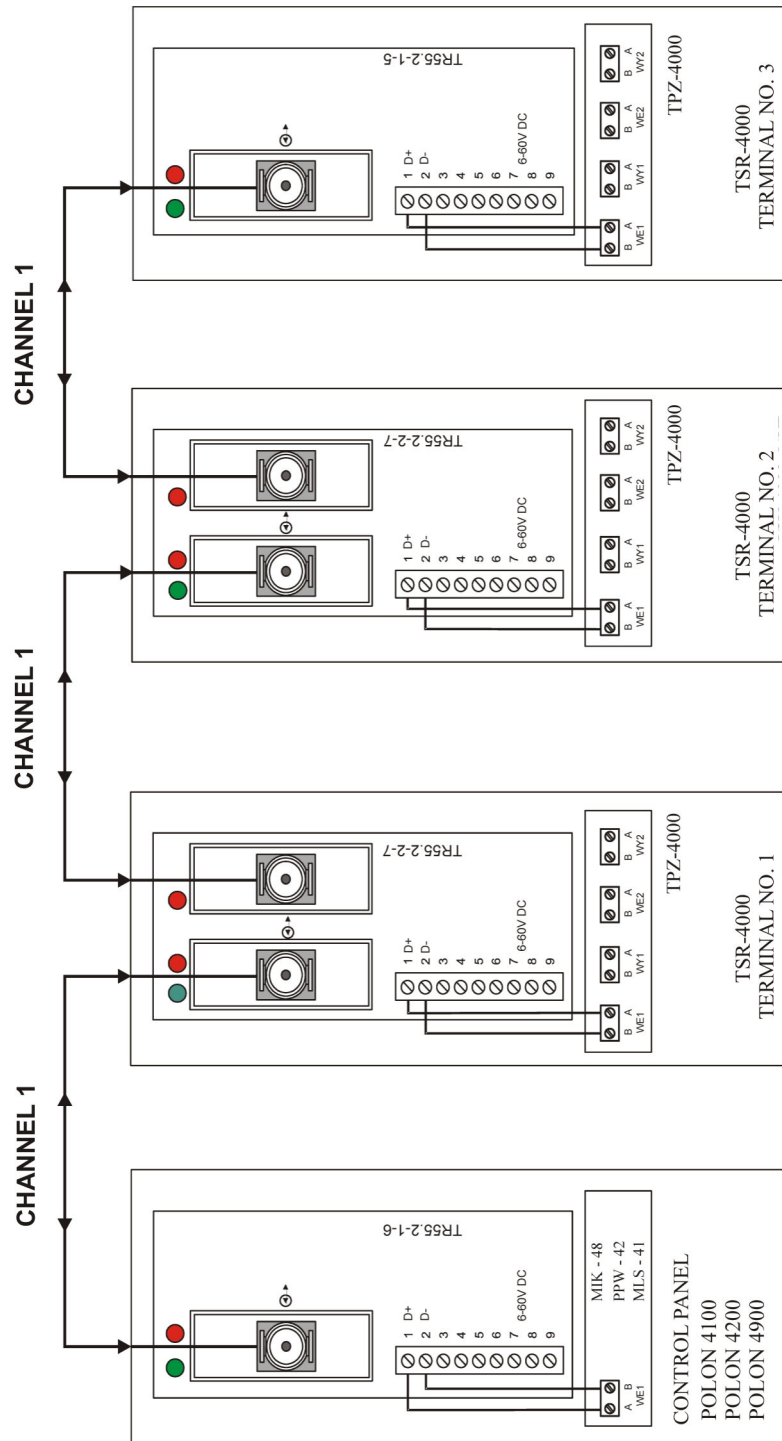 CHANNEL 1
CHANNEL 1
CHANNEL 1
TR55.2-1-6
1 D+
2 D-
3
4
5
6
7 6-60V DC
8
9
A B
WE1
MIK - 48
PPW - 42
MLS - 41
CONTROL PANEL
POLON 4100
POLON 4200
POLON 4900
TR55.2-2-7
1 D+
2 D-
3
4
5
6
7 6-60V DC
8
9
B A B A B A B A
WE1 WY1 WE2 WY2
TPZ-4000
TSR-4000
TERMINAL NO. 1
TR55.2-2-7
1 D+
2 D-
3
4
5
6
7 6-60V DC
8
9
B A B A B A B A
WE1 WY1 WE2 WY2
TPZ-4000
TSR-4000
TERMINAL NO. 2
TR55.2-1-5
1 D+
2 D-
3
4
5
6
7 6-60V DC
8
9
B A B A B A B A
WE1 WY1 WE2 WY2
TPZ-4000
TSR-4000
TERMINAL NO. 3